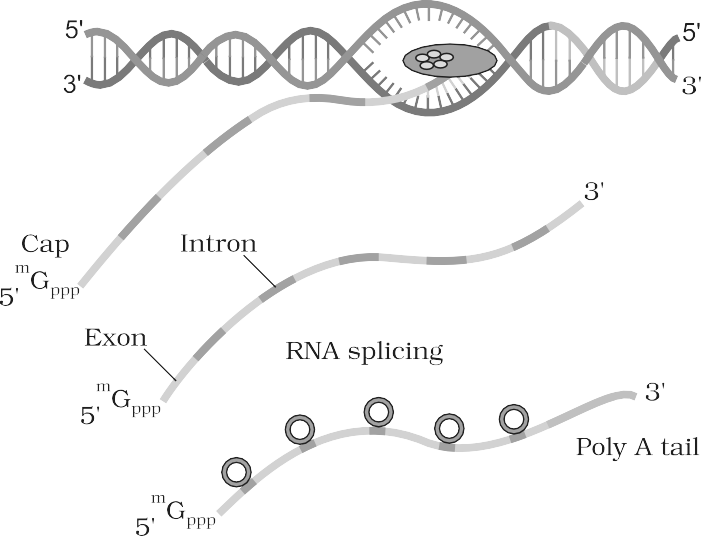 5' 5'
3' 3'
Cap
mGppp
5'
Intron
3'
Exon
mGppp
5'
RNA splicing
3'
Poly A tail
mGppp
5'